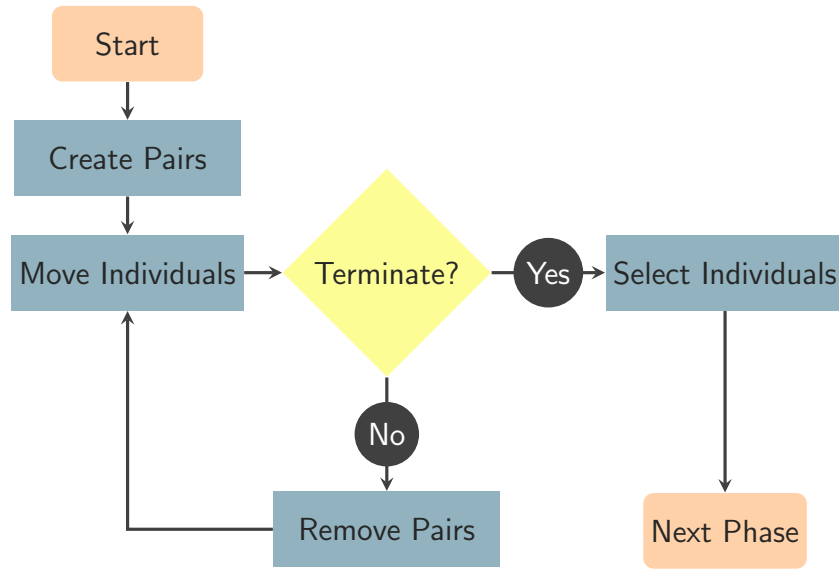 Start
Create Pairs
Move Individuals
Terminate?
Yes
Select Individuals
No
Remove Pairs
Next Phase